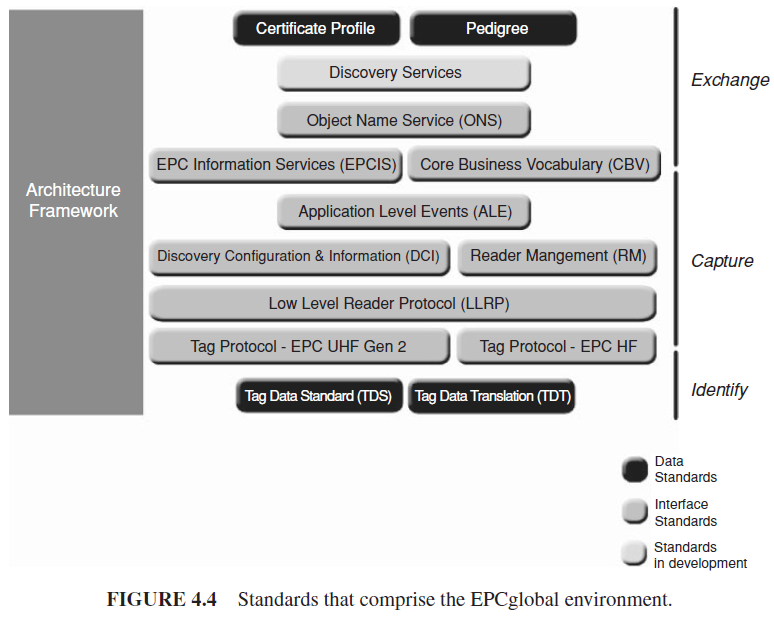 Certificate Profile
Pedigree
Discovery Services
Exchange
Object Name Service (ONS)
EPC Information Services (EPCIS)
Core Business Vocabulary (CBV)
Architecture
Framework
Application Level Events (ALE)
Discovery Configuration & Information (DCI)
Reader Mangement (RM)
Capture
Low Level Reader Protocol (LLRP)
Tag Protocol - EPC UHF Gen 2
Tag Protocol - EPC HF
Tag Data Standard (TDS)
Tag Data Translation (TDT)
Identify
Data
Standards
Interface
Standards
Standards
in development
FIGURE 4.4 Standards that comprise the EPCglobal environment.